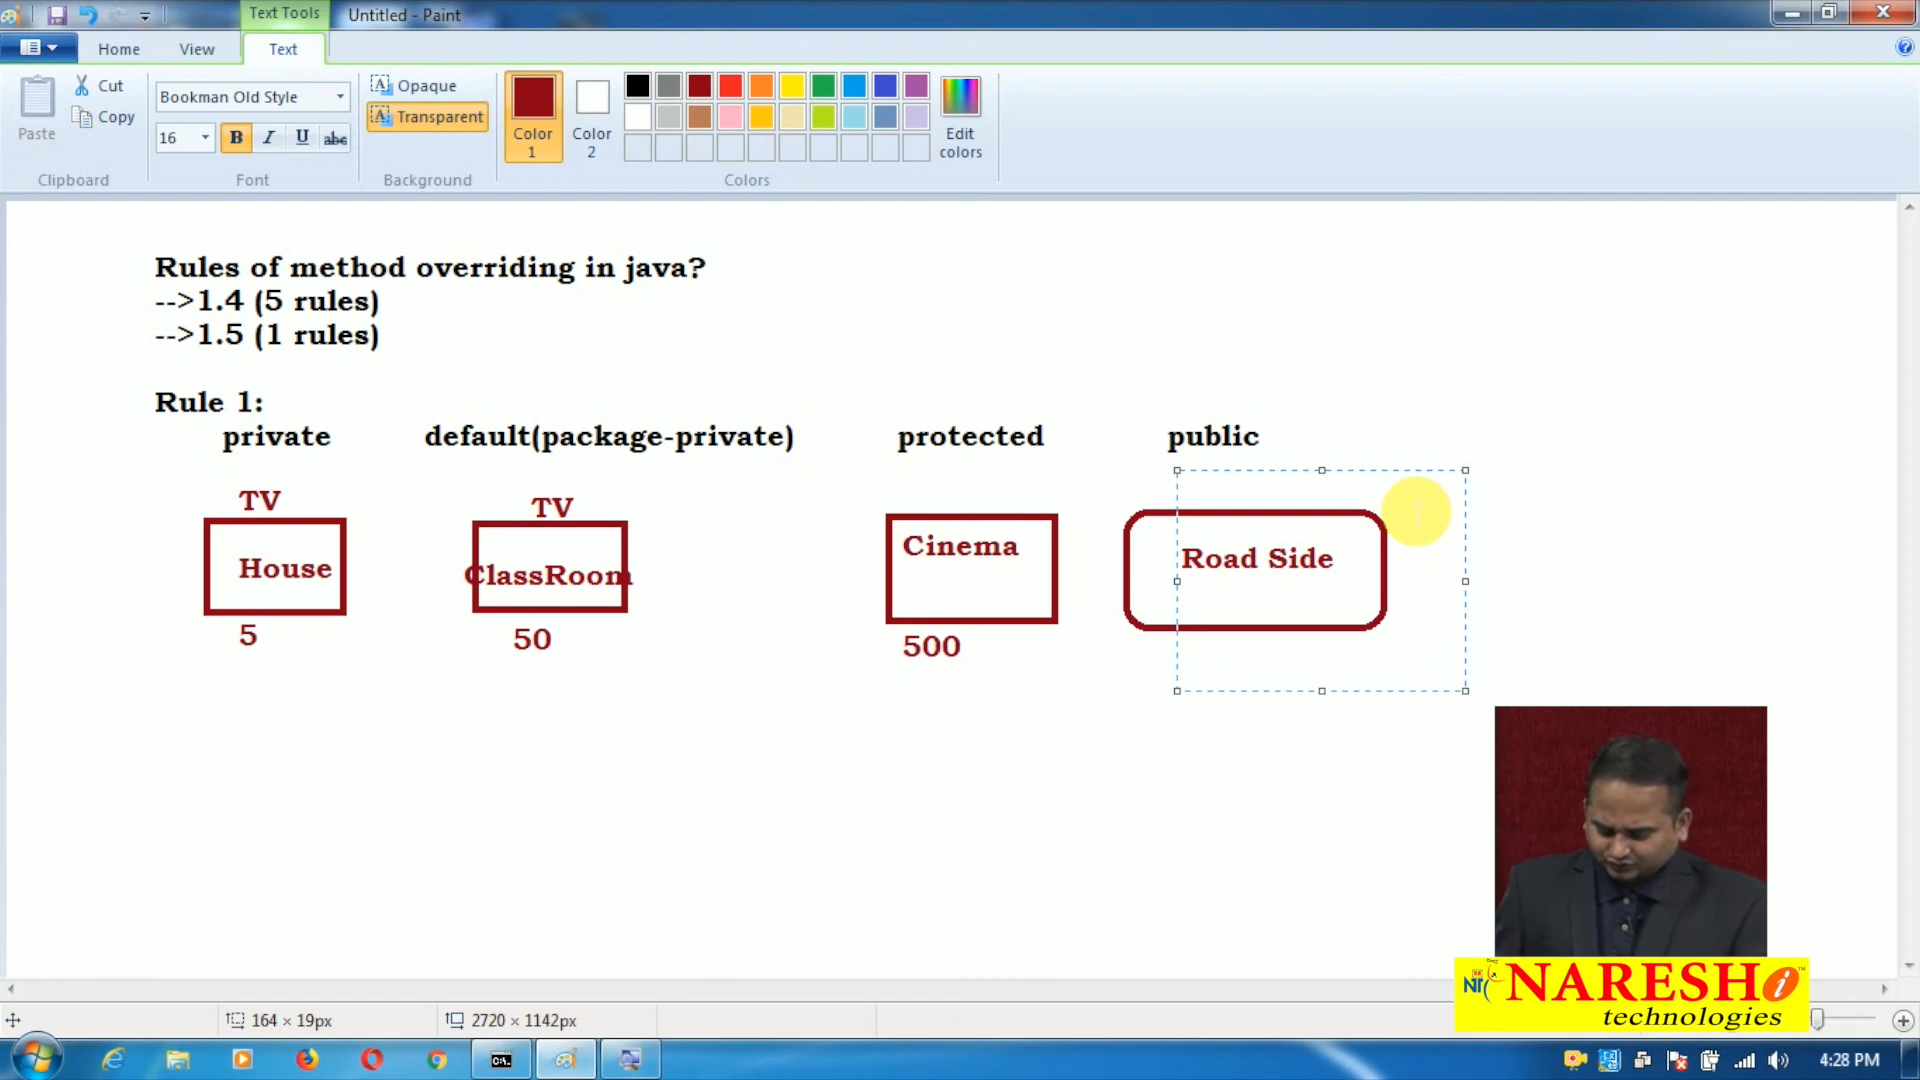 Text Tools
Untitled - Paint
Home
View
Text
Paste
Cut
Copy
Clipboard
Bookman Old Style
16
B
I
U
abc
Font
Opaque
Transparent
Background
Color
1
Color
2
Edit
colors
Colors
Rules of method overriding in java?
-->1.4 (5 rules)
-->1.5 (1 rules)
Rule 1:
private default(package-private) protected public
TV
TV
House
ClassRoom
Cinema
Road Side
5
50
500
NARESH i
technologies
164 × 19px
2720 × 1142px
4:28 PM